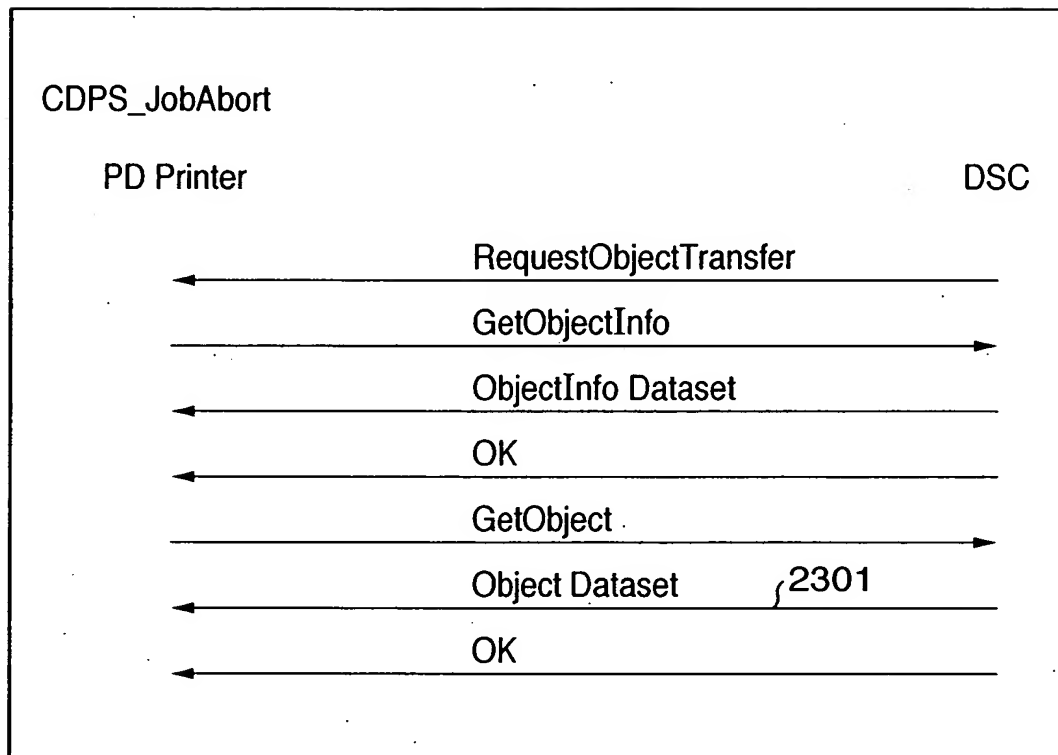 CDPS_JobAbort
PD Printer DSC
RequestObjectTransfer
GetObjectInfo
ObjectInfo Dataset
OK
GetObject
Object Dataset 2301
OK